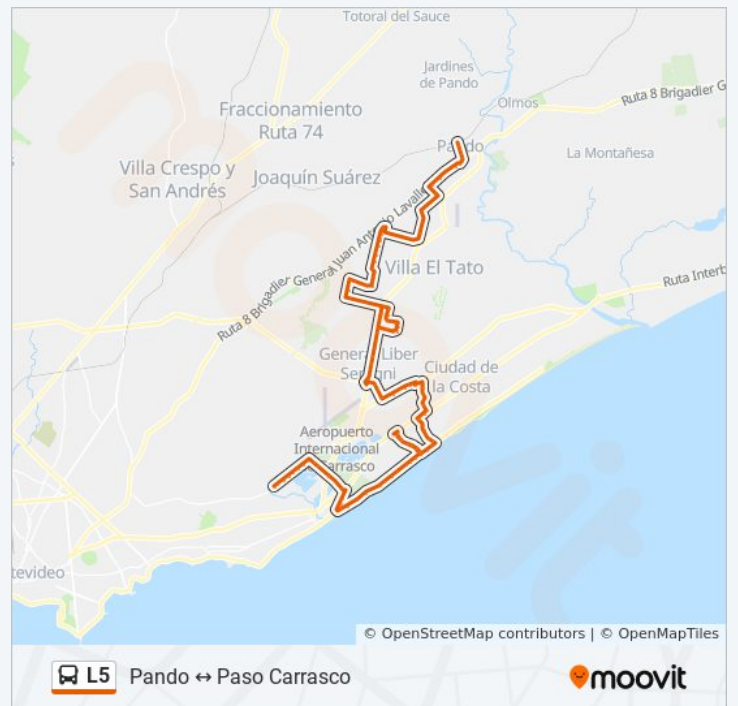 Totoral del Sauce
Jardines
de Pando
Olmos
Ruta 8 Brigadier G
Fraccionamiento
Ruta 74
Pando
La Montañesa
Villa Crespo y
San Andrés
Joaquín Suárez
Ruta 8 Brigadier General Juan Antonio Lavalle
Villa El Tato
Ruta Interb
General Liber
Seregni
Ciudad de
la Costa
Aeropuerto
Internacional
Carrasco
tevideo
© OpenStreetMap contributors | © OpenMapTiles
L5 Pando ↔ Paso Carrasco
moovit